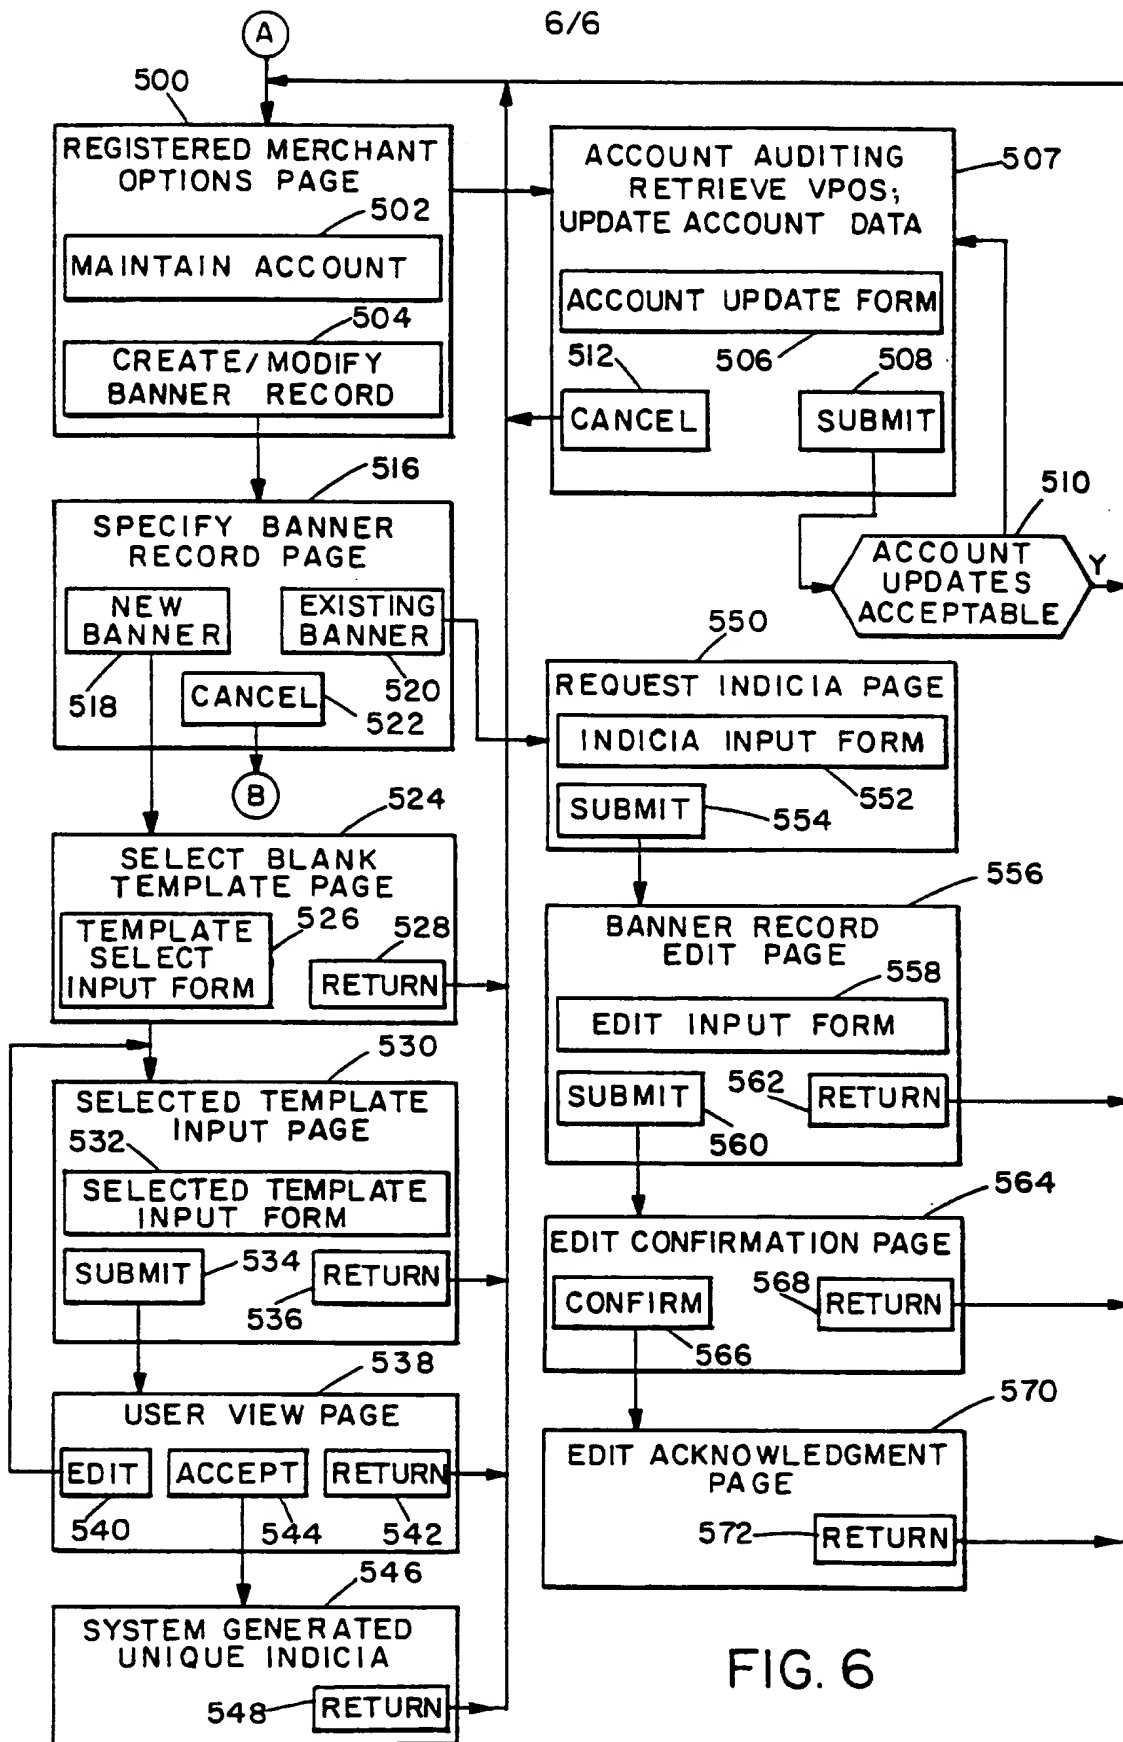 6/6
A
500
REGISTERED MERCHANT
OPTIONS PAGE
502
MAINTAIN ACCOUNT
504
CREATE/MODIFY
BANNER RECORD
507
ACCOUNT AUDITING
RETRIEVE VPOS;
UPDATE ACCOUNT DATA
ACCOUNT UPDATE FORM
506
512
508
CANCEL
SUBMIT
510
ACCOUNT
UPDATES
ACCEPTABLE
Y
516
SPECIFY BANNER
RECORD PAGE
NEW
BANNER
EXISTING
BANNER
518
520
CANCEL
522
B
524
SELECT BLANK
TEMPLATE PAGE
526
TEMPLATE
SELECT
INPUT FORM
528
RETURN
530
SELECTED TEMPLATE
INPUT PAGE
532
SELECTED TEMPLATE
INPUT FORM
SUBMIT
534
536
RETURN
538
USER VIEW PAGE
EDIT
ACCEPT
RETURN
540
544
542
546
SYSTEM GENERATED
UNIQUE INDICIA
548
RETURN
550
REQUEST INDICIA PAGE
INDICIA INPUT FORM
552
SUBMIT
554
556
BANNER RECORD
EDIT PAGE
558
EDIT INPUT FORM
SUBMIT
560
562
RETURN
564
EDIT CONFIRMATION PAGE
CONFIRM
566
568
RETURN
570
EDIT ACKNOWLEDGMENT
PAGE
572
RETURN
FIG. 6